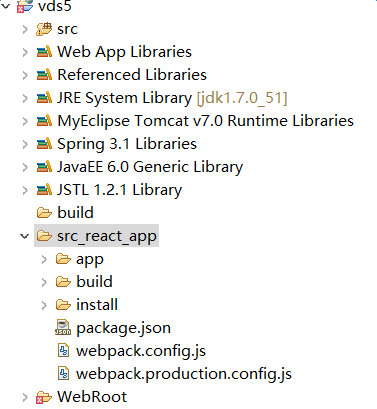 vds5
src
Web App Libraries
Referenced Libraries
JRE System Library [jdk1.7.0_51]
MyEclipse Tomcat v7.0 Runtime Libraries
Spring 3.1 Libraries
JavaEE 6.0 Generic Library
JSTL 1.2.1 Library
build
src_react_app
app
build
install
package.json
webpack.config.js
webpack.production.config.js
WebRoot